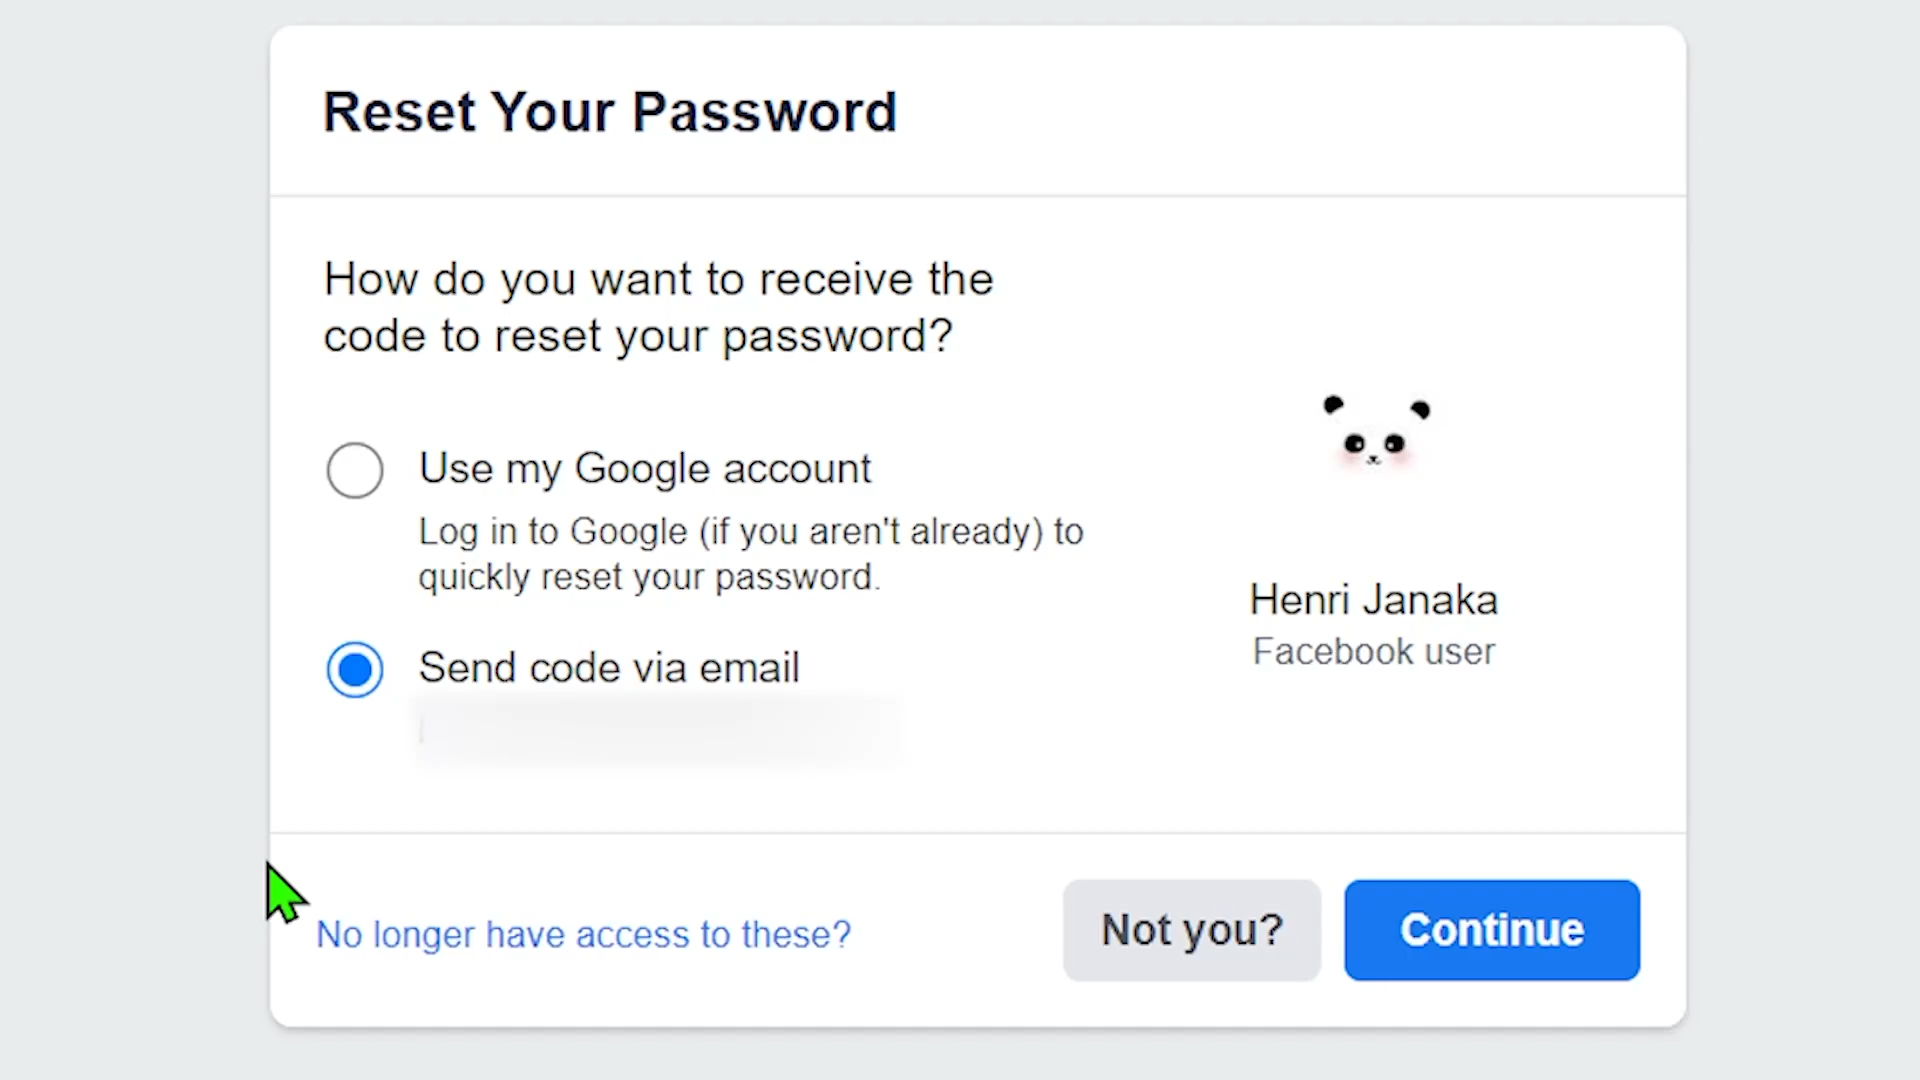 Reset Your Password
How do you want to receive the
code to reset your password?
Use my Google account
Log in to Google (if you aren't already) to
quickly reset your password.
Send code via email
Henri Janaka
Facebook user
No longer have access to these?
Not you?
Continue